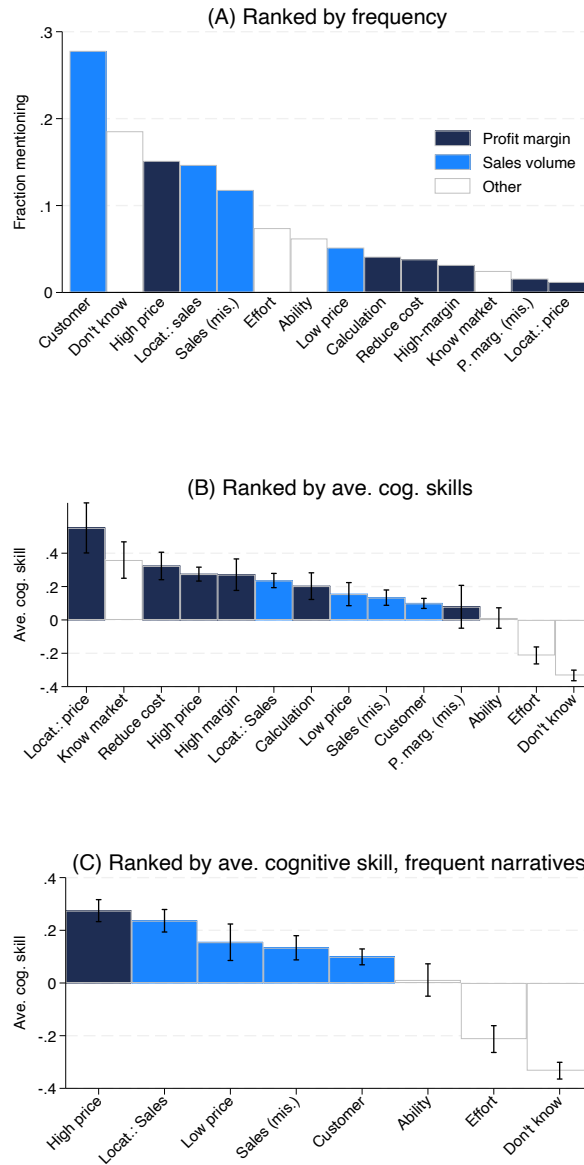 (A) Ranked by frequency
.3
.2
.1
0
Fraction mentioning
Profit margin
Sales volume
Other
Customer
Don't know
High price
Locat.: sales
Sales (mis.)
Effort
Ability
Low price
Calculation
Reduce cost
High-margin
Know market
P. marg. (mis.)
Locat.: price
(B) Ranked by ave. cog. skills
.4
.2
0
-.2
-.4
Ave. cog. skill
Locat.: price
Know market
Reduce cost
High price
High margin
Locat.: Sales
Calculation
Low price
Sales (mis.)
Customer
P. marg. (mis.)
Ability
Effort
Don't know
(C) Ranked by ave. cognitive skill, frequent narratives
.4
.2
0
-.2
-.4
Ave. cog. skill
High price
Locat.: Sales
Low price
Sales (mis.)
Customer
Ability
Effort
Don't know